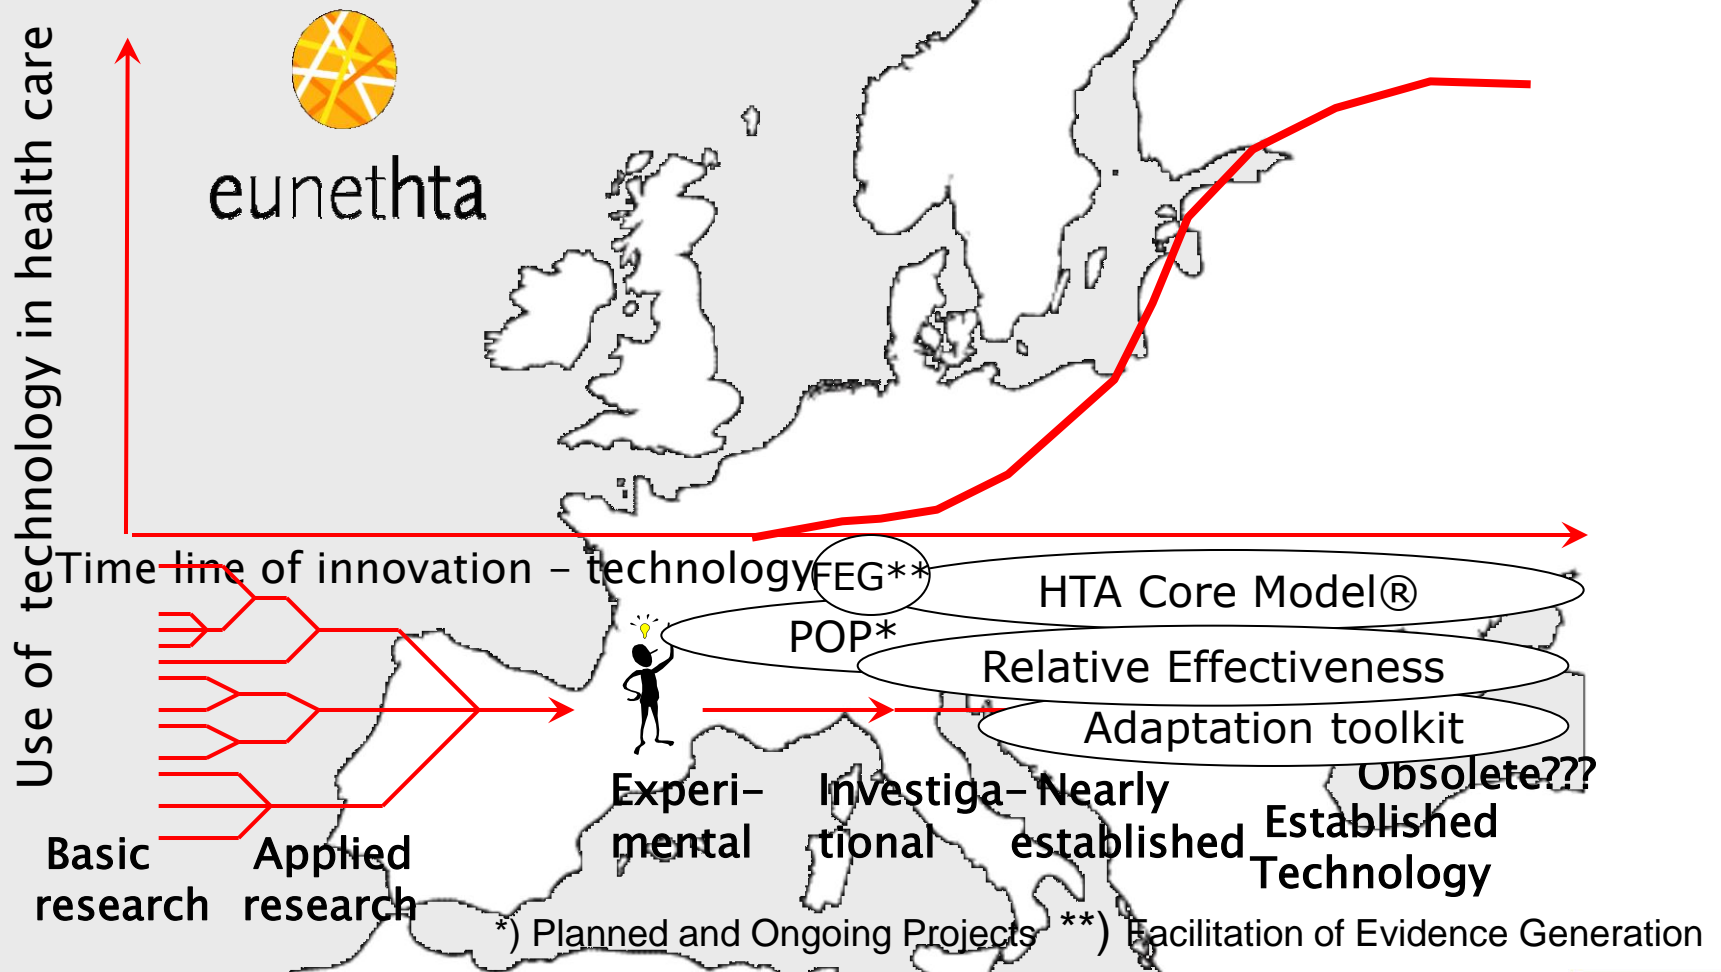 Use of technology in health care
eunethta
Time line of innovation – technology
FEG**
HTA Core Model®
POP*
Relative Effectiveness
Adaptation toolkit
Obsolete???
Experi–
mental
Investiga–
tional
Nearly
established
Established
Technology
Basic
research
Applied
research
*) Planned and Ongoing Projects
**) Facilitation of Evidence Generation